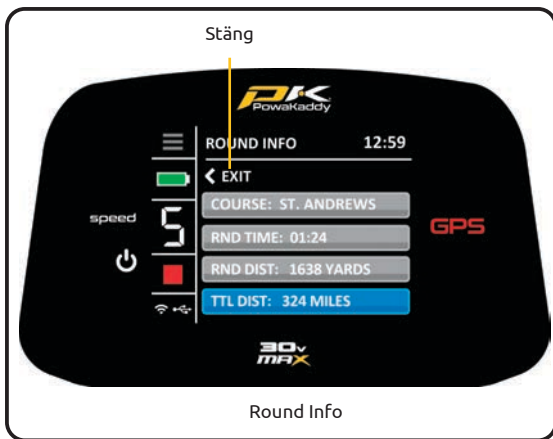 Stäng
PK
PowaKaddy
ROUND INFO 12:59
< EXIT
COURSE: ST. ANDREWS
speed 5
GPS
RND TIME: 01:24
RND DIST: 1638 YARDS
TTL DIST: 324 MILES
30v
MAX
Round Info